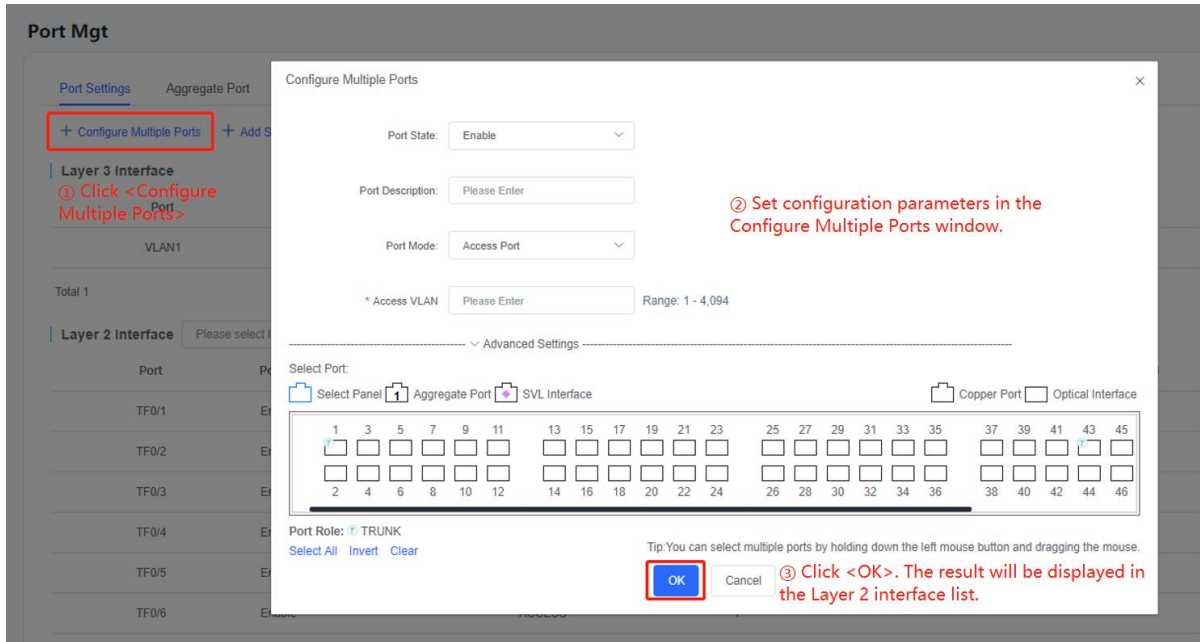 Port Mgt
Port Settings Aggregate Port
+ Configure Multiple Ports + Add S
Layer 3 Interface
① Click <Configure
Multiple Ports>
Port
VLAN1
Total 1
Layer 2 Interface Please select
Port
TF0/1
TF0/2
TF0/3
TF0/4
TF0/5
TF0/6 Enable ACCESS 1
Configure Multiple Ports ×
Port State: Enable
Port Description: Please Enter
② Set configuration parameters in the
Configure Multiple Ports window.
Port Mode: Access Port
* Access VLAN Please Enter Range: 1 - 4,094
Advanced Settings
Select Port:
Select Panel 1 Aggregate Port SVL Interface Copper Port Optical Interface
1 3 5 7 9 11 13 15 17 19 21 23 25 27 29 31 33 35 37 39 41 43 45
2 4 6 8 10 12 14 16 18 20 22 24 26 28 30 32 34 36 38 40 42 44 46
Port Role: T TRUNK
Select All Invert Clear
Tip:You can select multiple ports by holding down the left mouse button and dragging the mouse.
OK Cancel
③ Click <OK>. The result will be displayed in
the Layer 2 interface list.